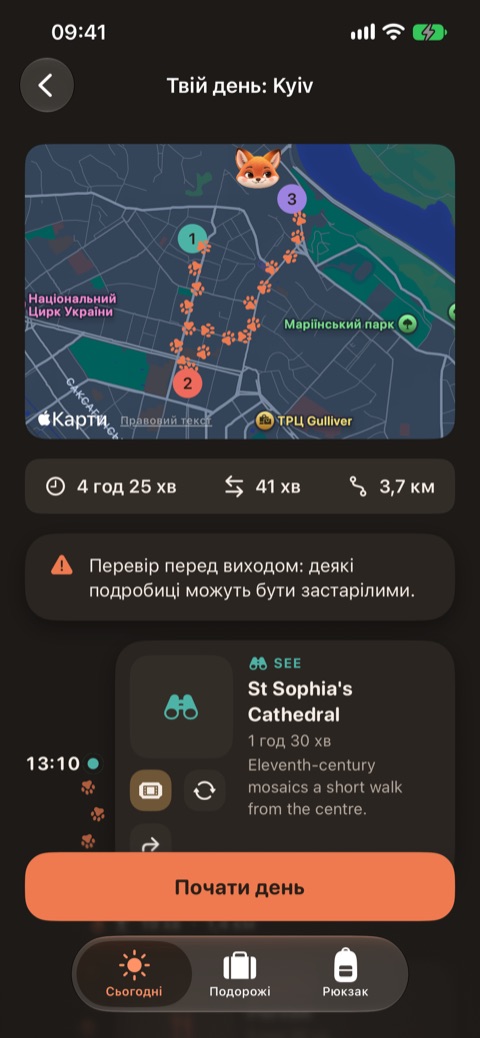 09:41
Твій день: Kyiv
3
1
Національний
Цирк України
Маріїнський парк
2
Карти
Правовий текст
ТРЦ Gulliver
4 год 25 хв
41 хв
3,7 км
Перевір перед виходом: деякі
подробиці можуть бути застарілими.
SEE
St Sophia's
Cathedral
1 год 30 хв
13:10
Eleventh-century
mosaics a short walk
from the centre.
Почати день
Сьогодні
Подорожі
Рюкзак